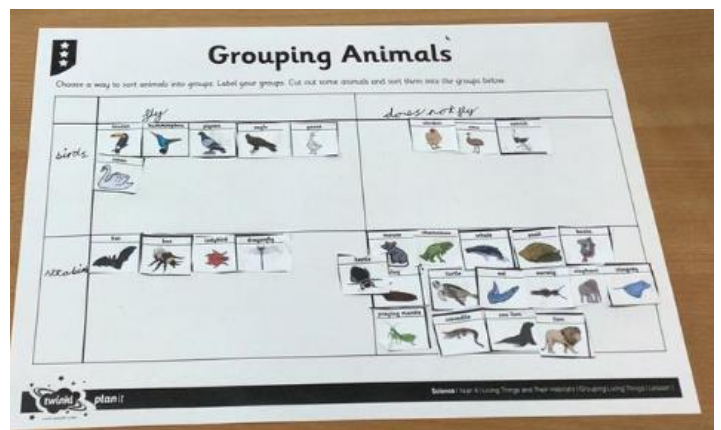 Grouping Animals
Choose a way to sort animals into groups. Label your groups. Cut out some animals and sort them into the groups below.
fly
does not fly
birds
toucan hummingbird pigeon eagle goose
chicken emu ostrich
swan
bat bee ladybird dragonfly
mouse chameleon whale snail koala
beetle
slug turtle seal earwig elephant stingray
praying mantis crocodile sea lion lion
twinkl planit
Science | Year 4 | Living Things and Their Habitats | Grouping Living Things | Lesson 1